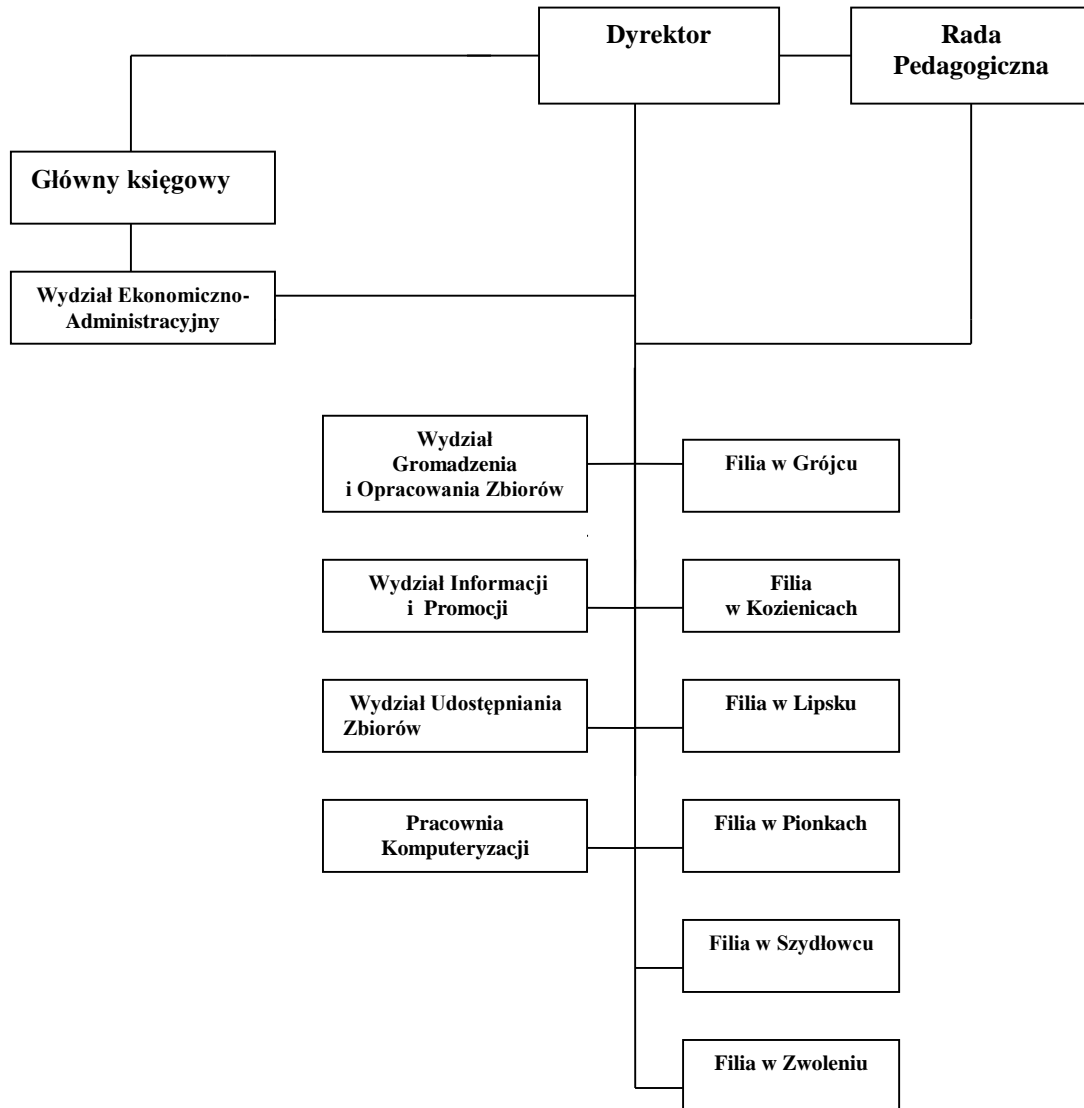 Dyrektor
Rada
Pedagogiczna
Główny księgowy
Wydział Ekonomiczno-
Administracyjny
Wydział
Gromadzenia
i Opracowania Zbiorów
Filia w Grójcu
Wydział Informacji
i Promocji
Filia
w Kozienicach
Wydział Udostępniania
Zbiorów
Filia w Lipsku
Pracownia
Komputeryzacji
Filia w Pionkach
Filia w Szydłowcu
Filia w Zwoleniu